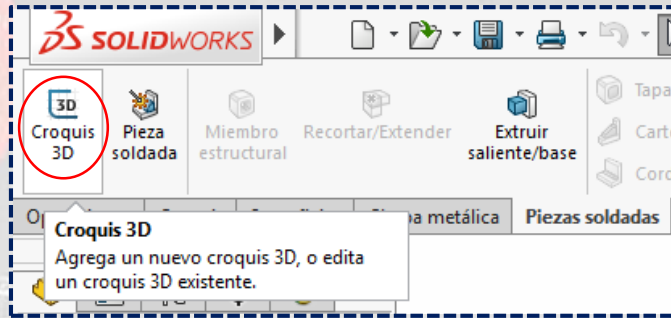 SOLIDWORKS
3D
Croquis 3D
Pieza soldada
Miembro estructural
Recortar/Extender
Extruir saliente/base
Tapa
Cart
Cord
metálica
Piezas soldadas
Croquis 3D
Agrega un nuevo croquis 3D, o edita
un croquis 3D existente.